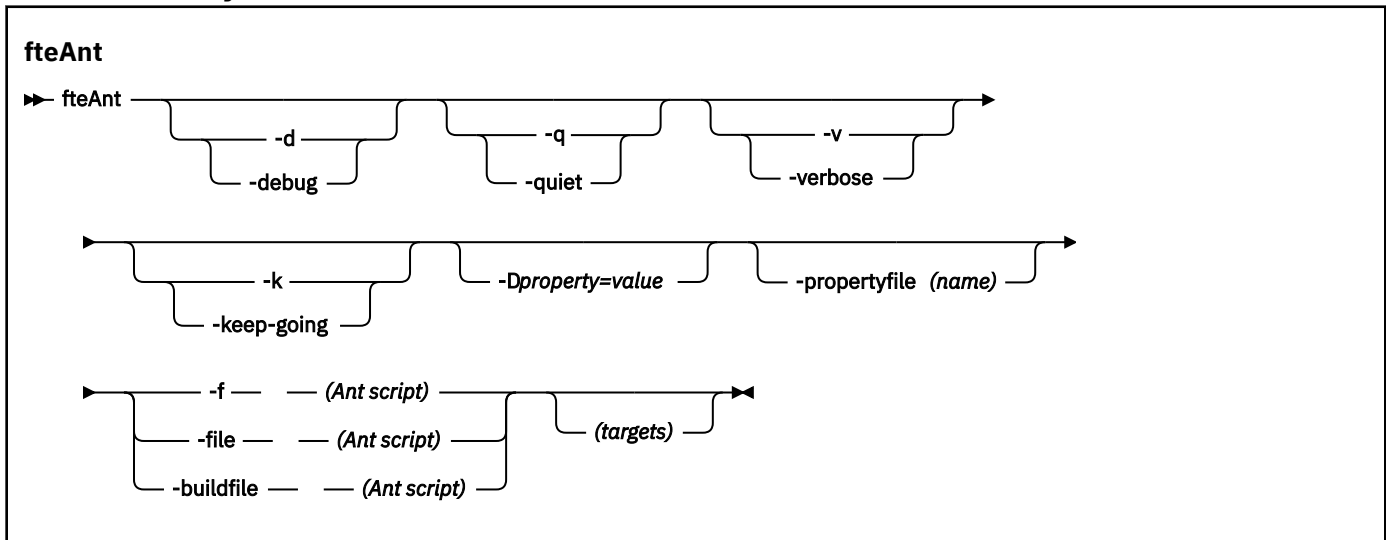 fteAnt
fteAnt
-d -q -v
-debug -quiet -verbose
-k -Dproperty=value -propertyfile (name)
-keep-going
-f (Ant script)
-file (Ant script) (targets)
-buildfile (Ant script)